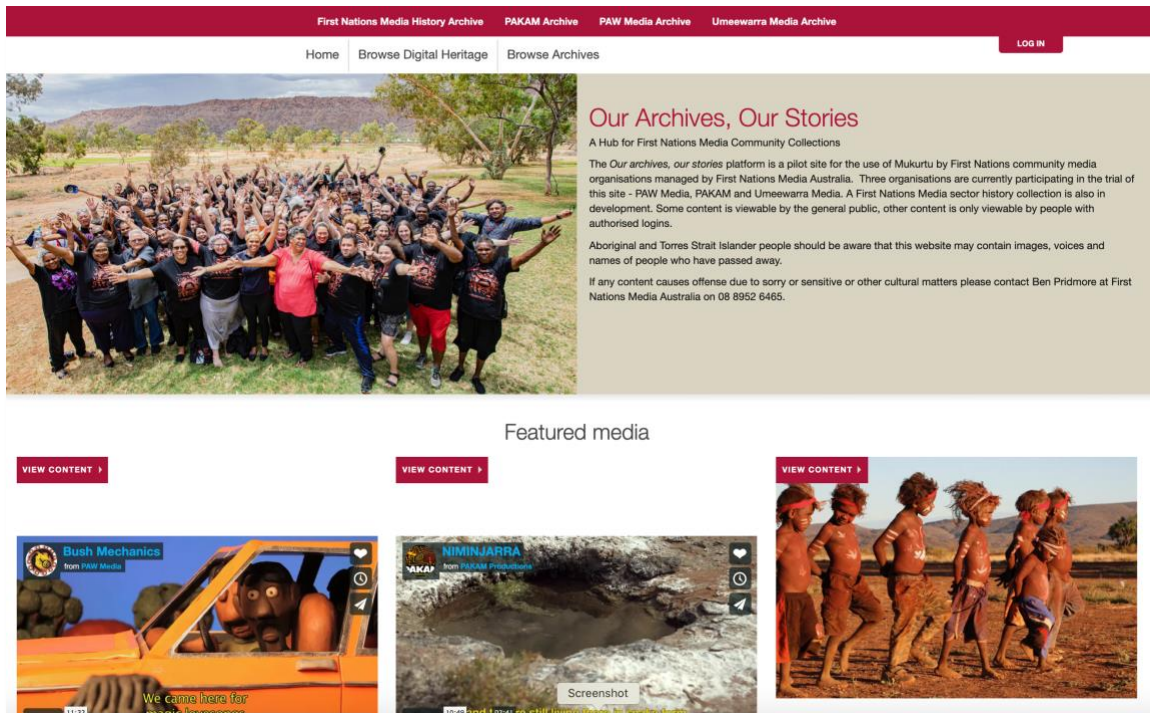 First Nations Media History Archive PAKAM Archive PAW Media Archive Umeewarra Media Archive
LOG IN
Home Browse Digital Heritage Browse Archives
Our Archives, Our Stories
A Hub for First Nations Media Community Collections
The Our archives, our stories platform is a pilot site for the use of Mukurtu by First Nations community media
organisations managed by First Nations Media Australia. Three organisations are currently participating in the trial of
this site - PAW Media, PAKAM and Umeewarra Media. A First Nations Media sector history collection is also in
development. Some content is viewable by the general public, other content is only viewable by people with
authorised logins.
Aboriginal and Torres Strait Islander people should be aware that this website may contain images, voices and
names of people who have passed away.
If any content causes offense due to sorry or sensitive or other cultural matters please contact Ben Pridmore at First
Nations Media Australia on 08 8952 6465.
Featured media
VIEW CONTENT
VIEW CONTENT
VIEW CONTENT
Bush Mechanics
from PAW Media
We came here for
11:32
PAKAM
NIMINJARRA
from PAKAM Productions
Screenshot